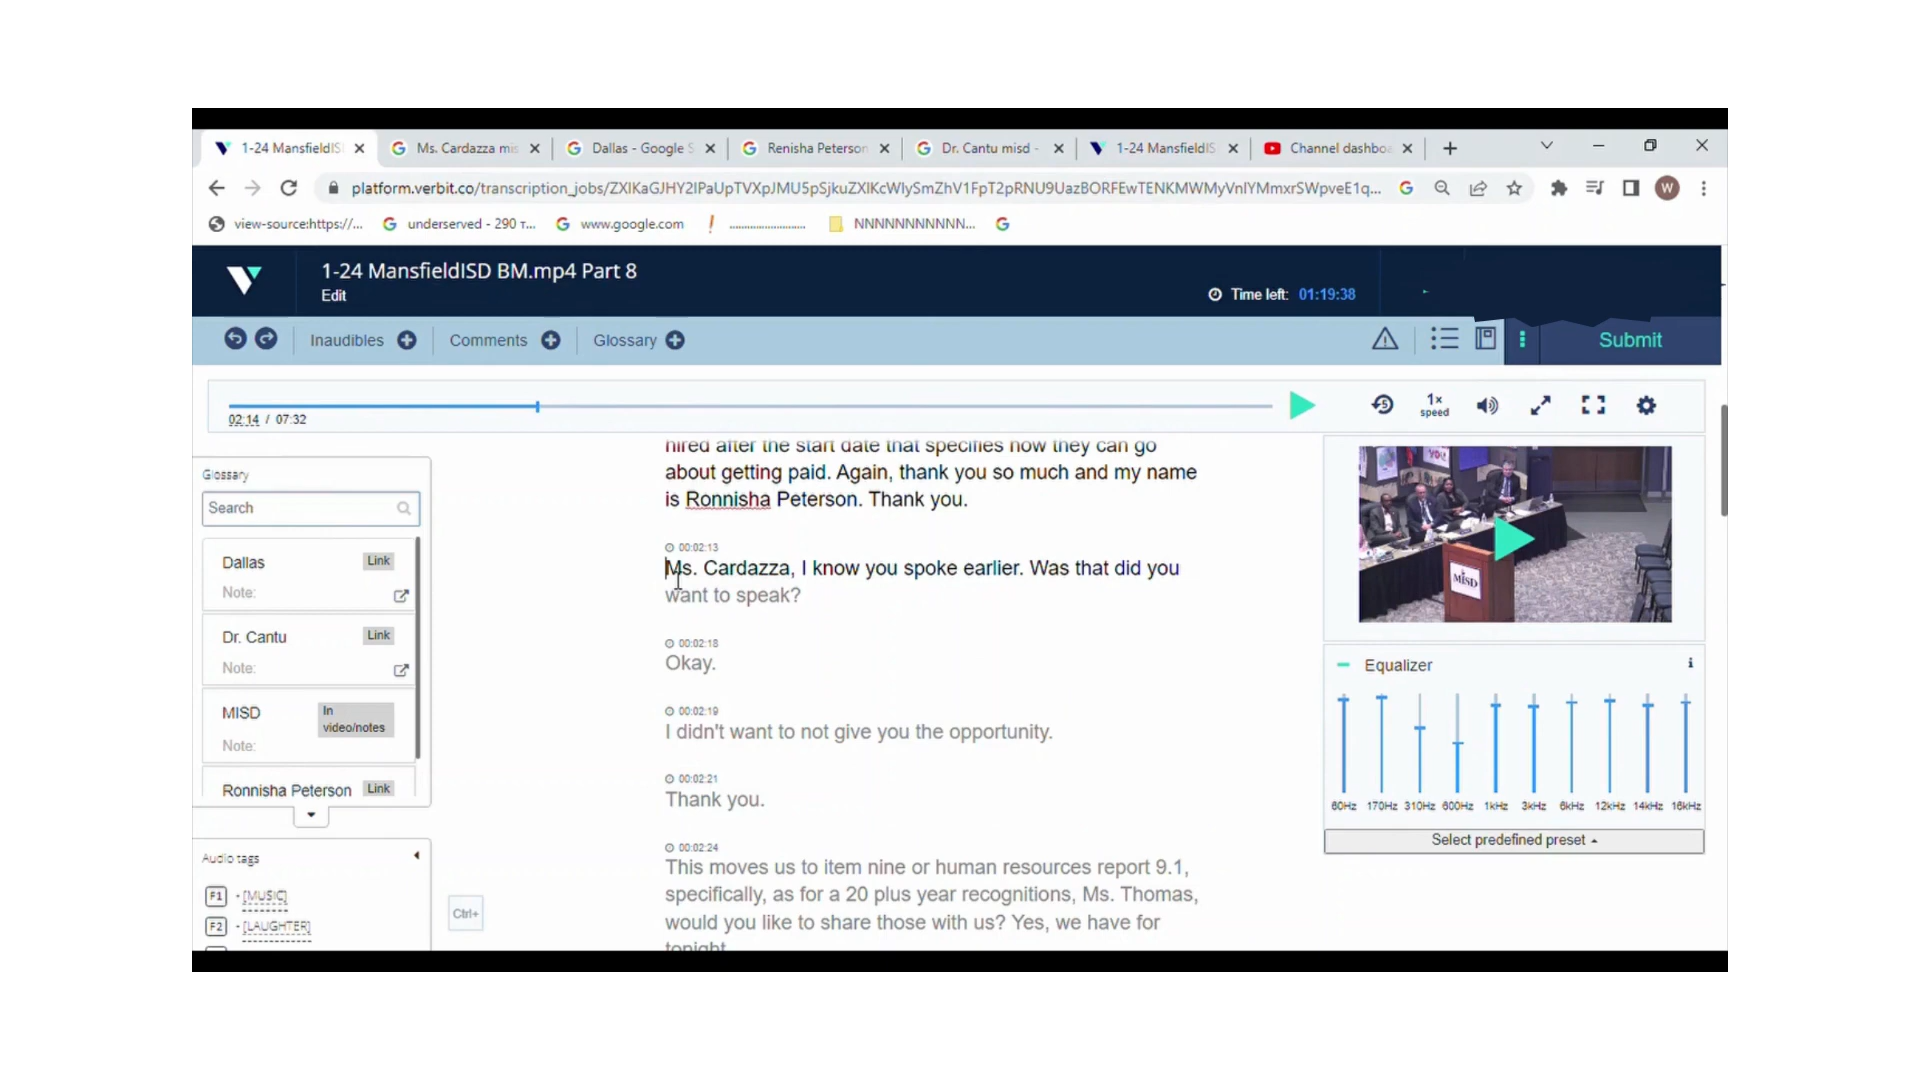 1-24 MansfieldIS
Ms. Cardazza mis
Dallas - Google S
Renisha Peterson
Dr. Cantu misd -
1-24 MansfieldIS
Channel dashboa
platform.verbit.co/transcription_jobs/
W
view-source:https://...
underserved - 290 т...
www.google.com
NNNNNNNNNNN...
1-24 MansfieldISD BM.mp4 Part 8
Edit
Time left: 01:19:38
Inaudibles
Comments
Glossary
Submit
02:14 / 07:32
5
1x
speed
hired after the start date that specifies how they can go
about getting paid. Again, thank you so much and my name
is Ronnisha Peterson. Thank you.
00:02:13
Ms. Cardazza, I know you spoke earlier. Was that did you
want to speak?
00:02:18
Okay.
00:02:19
I didn't want to not give you the opportunity.
00:02:21
Thank you.
00:02:24
This moves us to item nine or human resources report 9.1,
specifically, as for a 20 plus year recognitions, Ms. Thomas,
would you like to share those with us? Yes, we have for
tonight
Glossary
Search
Dallas
Link
Note:
Dr. Cantu
Link
Note:
MISD
In
video/notes
Note:
Ronnisha Peterson
Link
Audio tags
F1 - [MUSIC]
F2 - [LAUGHTER]
Ctrl+
YOU
MISD
Equalizer
60Hz 170Hz 310Hz 600Hz 1kHz 3kHz 6kHz 12kHz 14kHz 16kHz
Select predefined preset